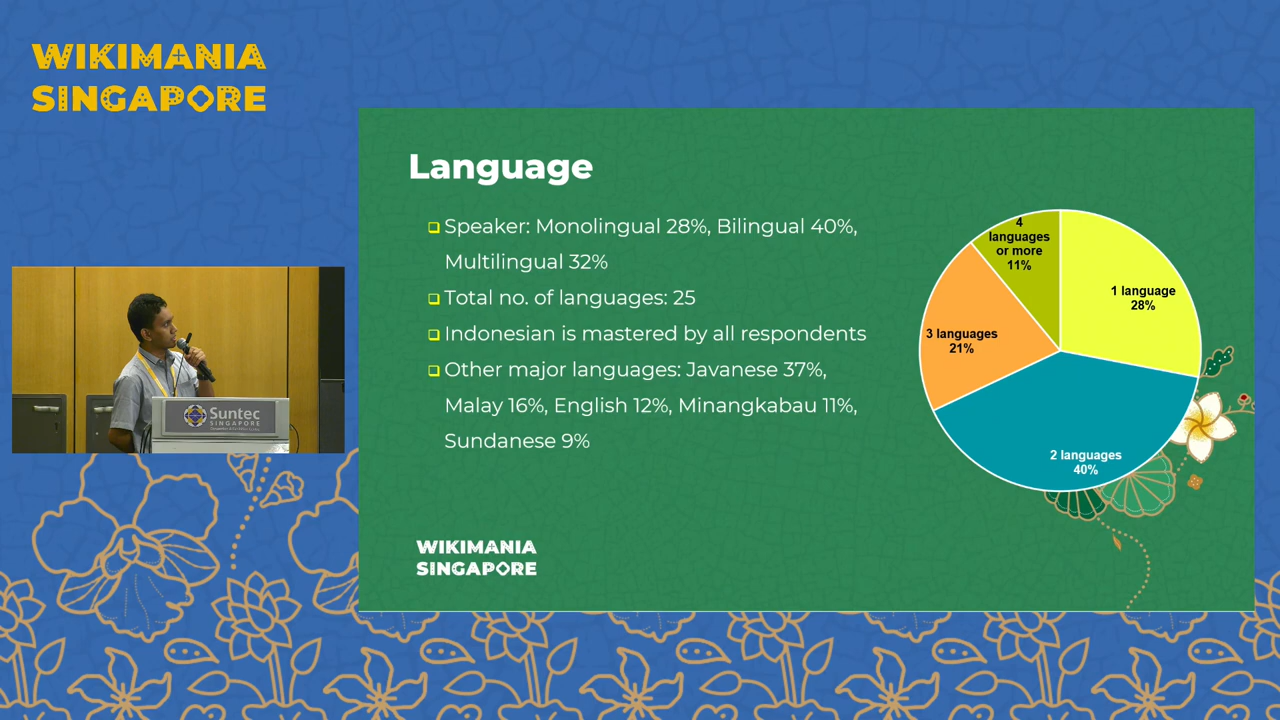 WIKIMANIA
SINGAPORE
Language
Speaker: Monolingual 28%, Bilingual 40%,
Multilingual 32%
Total no. of languages: 25
Indonesian is mastered by all respondents
Other major languages: Javanese 37%,
Malay 16%, English 12%, Minangkabau 11%,
Sundanese 9%
4
languages
or more
11%
1 language
28%
3 languages
21%
2 languages
40%
Suntec
SINGAPORE
WIKIMANIA
SINGAPORE